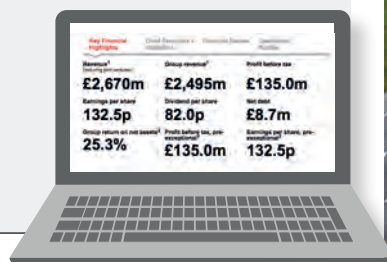 Key Financial Highlights
Revenue¹ Group revenue² Profit before tax
£2,670m £2,495m £135.0m
Earnings per share Dividend per share Net debt
132.5p 82.0p £8.7m
Group return on net assets³ Profit before tax, pre-exceptional Earnings per share, pre-exceptional
25.3% £135.0m 132.5p